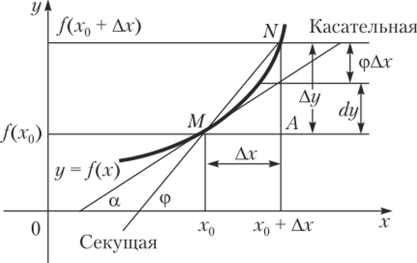 y
f(x₀ + Δx)
N
Касательная
φΔx
Δy
dy
M
A
f(x₀)
Δx
y = f(x)
α
φ
0
x₀
x₀ + Δx
x
Секущая